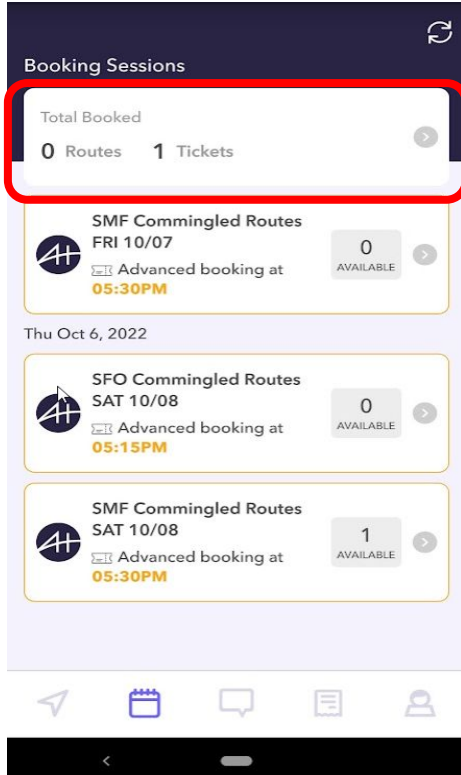 Booking Sessions
Total Booked
0 Routes 1 Tickets
SMF Commingled Routes
FRI 10/07
Advanced booking at
05:30PM
0
AVAILABLE
Thu Oct 6, 2022
SFO Commingled Routes
SAT 10/08
Advanced booking at
05:15PM
0
AVAILABLE
SMF Commingled Routes
SAT 10/08
Advanced booking at
05:30PM
1
AVAILABLE